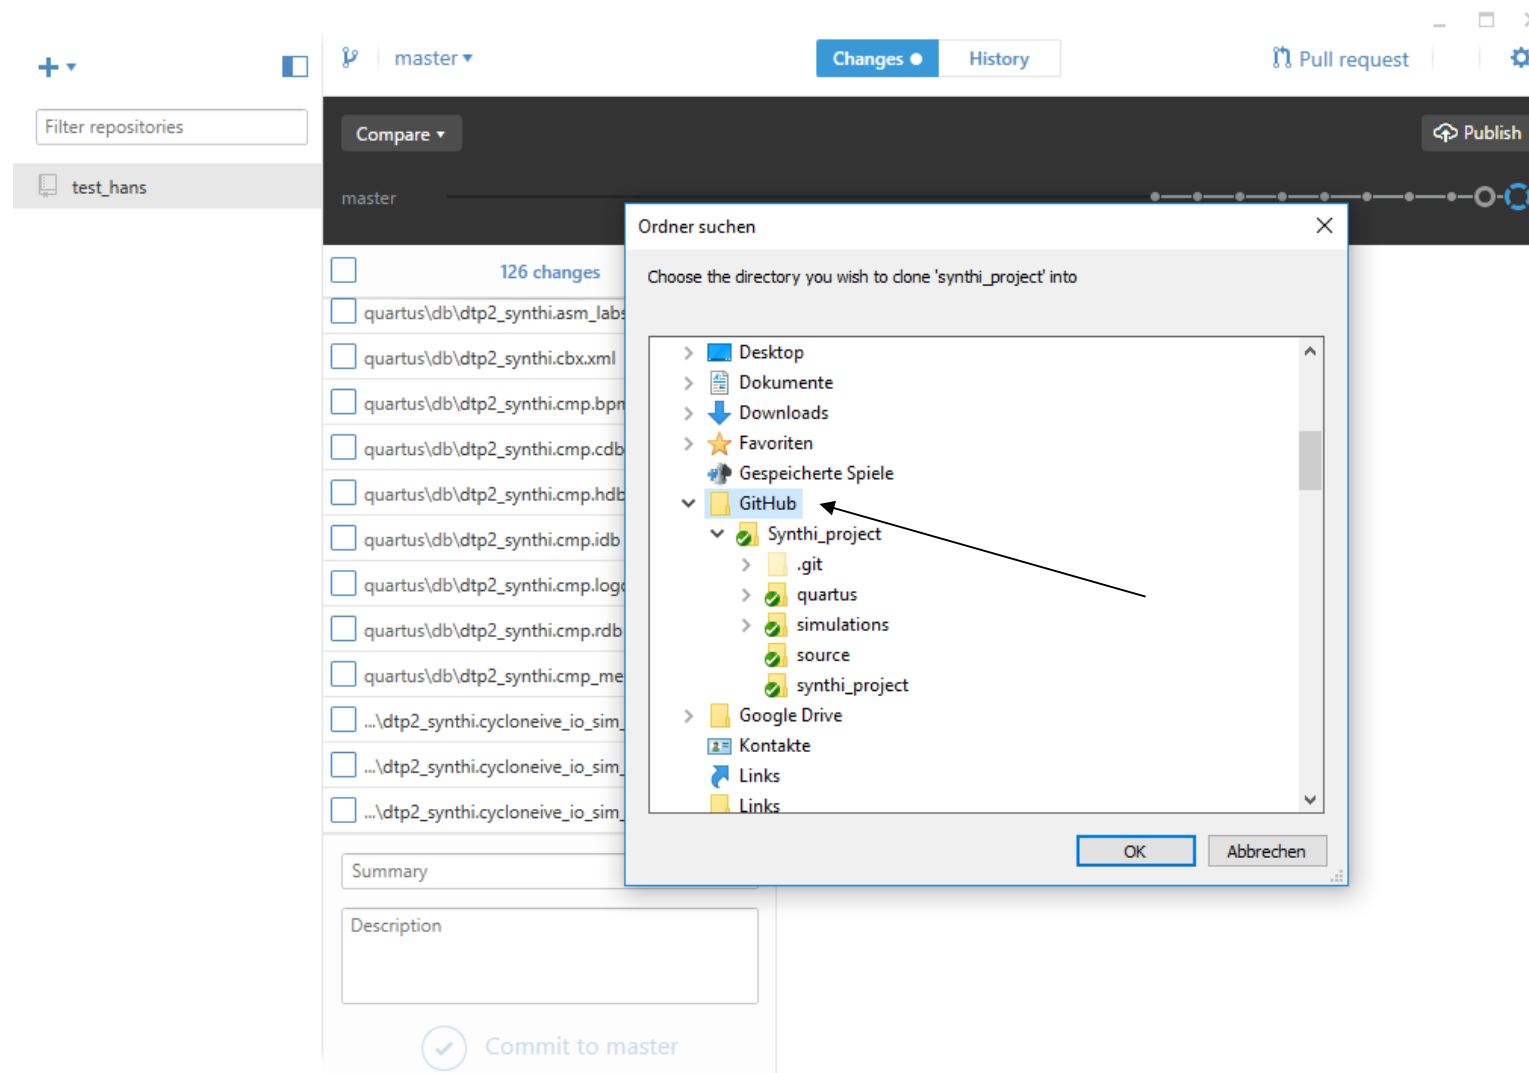 master
Changes
History
Pull request
Filter repositories
Compare
Publish
test_hans
master
126 changes
quartus\db\dtp2_synthi.asm_labs
quartus\db\dtp2_synthi.cbx.xml
quartus\db\dtp2_synthi.cmp.bpm
quartus\db\dtp2_synthi.cmp.cdb
quartus\db\dtp2_synthi.cmp.hdb
quartus\db\dtp2_synthi.cmp.idb
quartus\db\dtp2_synthi.cmp.logd
quartus\db\dtp2_synthi.cmp.rdb
quartus\db\dtp2_synthi.cmp_me
...\dtp2_synthi.cycloneive_io_sim_
...\dtp2_synthi.cycloneive_io_sim_
...\dtp2_synthi.cycloneive_io_sim_
Summary
Description
Commit to master
Ordner suchen
Choose the directory you wish to clone 'synthi_project' into
Desktop
Dokumente
Downloads
Favoriten
Gespeicherte Spiele
GitHub
Synthi_project
.git
quartus
simulations
source
synthi_project
Google Drive
Kontakte
Links
Links
OK
Abbrechen